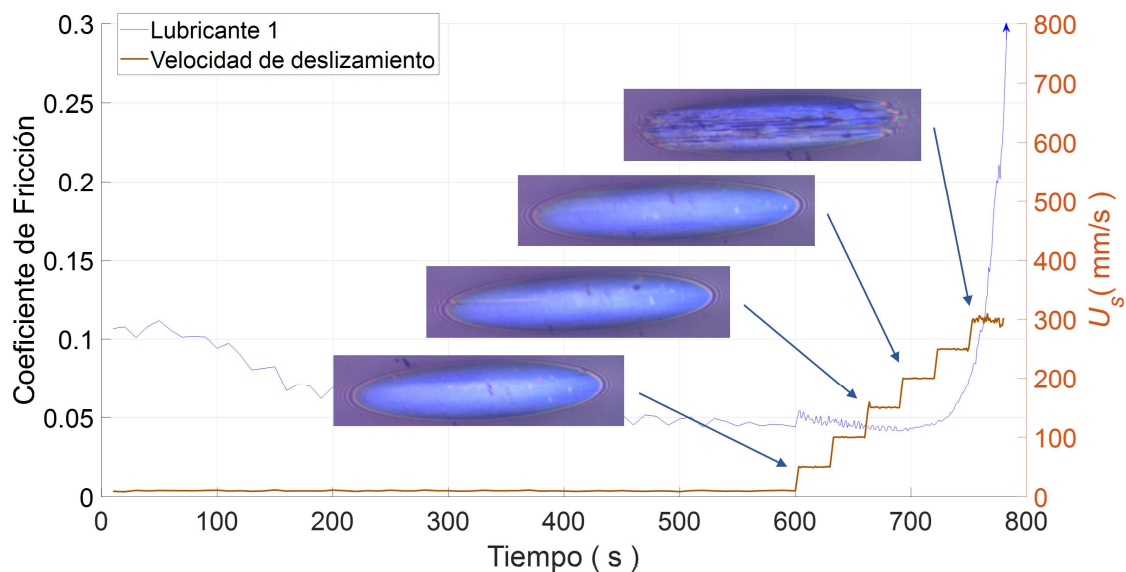 Lubricante 1
Velocidad de deslizamiento
Coeficiente de Fricción
0.3
0.25
0.2
0.15
0.1
0.05
0
800
700
600
500
400
300
200
100
0
U_s ( mm/s )
0 100 200 300 400 500 600 700 800
Tiempo ( s )